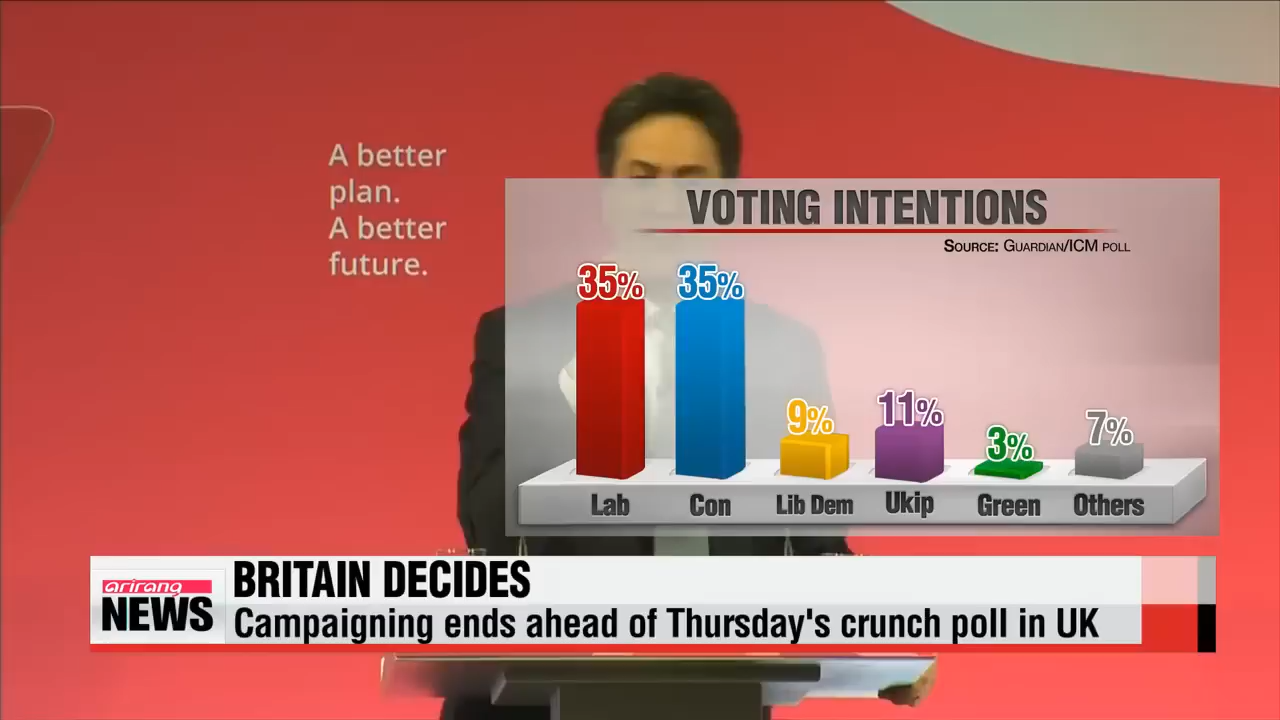 A better
plan.
A better
future.
VOTING INTENTIONS
SOURCE: GUARDIAN/ICM POLL
35% 35% 9% 11% 3% 7%
Lab Con Lib Dem Ukip Green Others
arirang
NEWS
BRITAIN DECIDES
Campaigning ends ahead of Thursday's crunch poll in UK